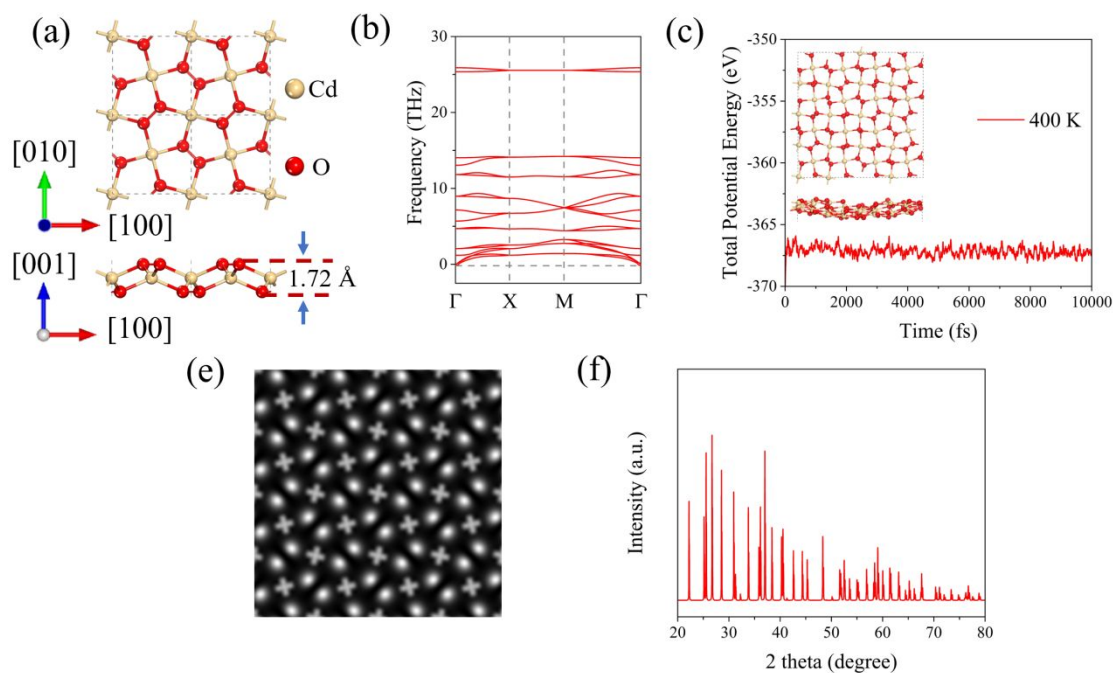 (a)
Cd
O
[010]
[100]
[001]
1.72 Å
[100]
(b)
30
20
10
0
Frequency (THz)
Γ X M Γ
(c)
-350
-355
-360
-365
-370
Total Potential Energy (eV)
400 K
0 2000 4000 6000 8000 10000
Time (fs)
(e)
(f)
Intensity (a.u.)
20 30 40 50 60 70 80
2 theta (degree)